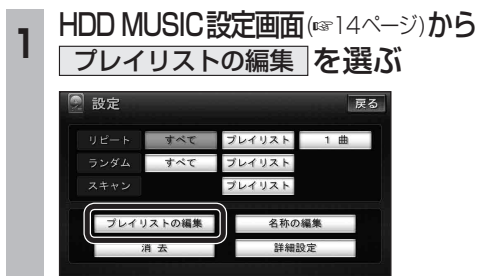 1
HDD MUSIC設定画面(☞14ページ)から
プレイリストの編集 を選ぶ
設定 戻る
リピート すべて プレイリスト 1 曲
ランダム すべて プレイリスト
スキャン プレイリスト
プレイリストの編集 名称の編集
消 去 詳細設定